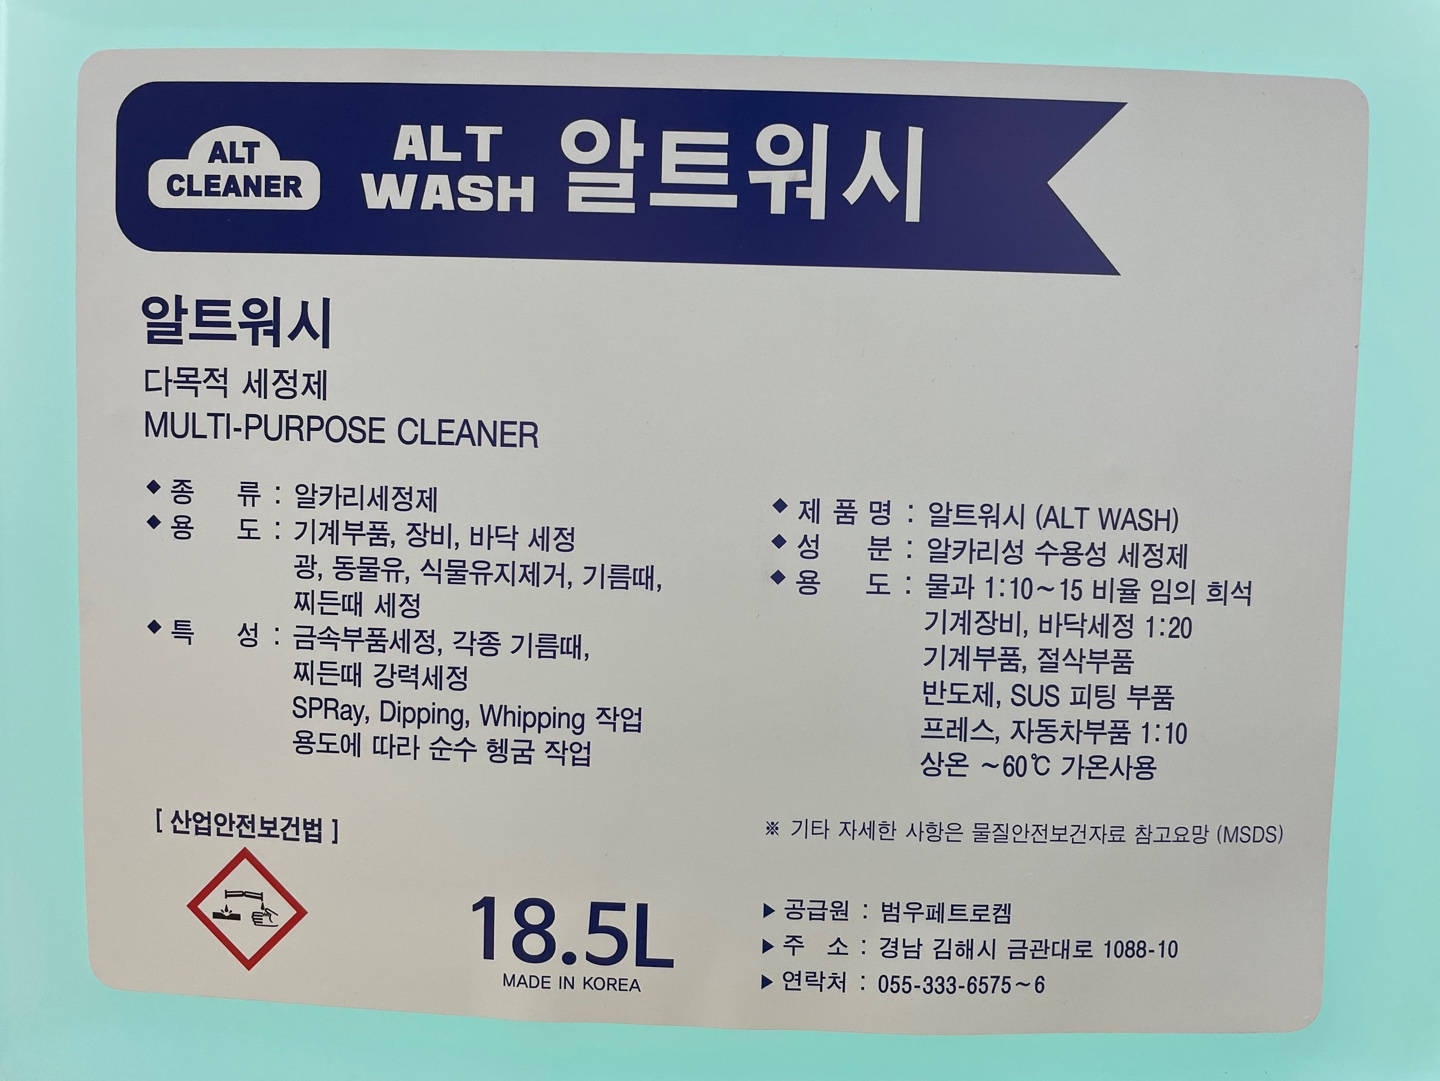 ALT
CLEANER
ALT
WASH
알트워시
알트워시
다목적 세정제
MULTI-PURPOSE CLEANER
◆ 종 류 : 알카리세정제
◆ 용 도 : 기계부품, 장비, 바닥 세정
광, 동물유, 식물유지제거, 기름때,
찌든때 세정
◆ 특 성 : 금속부품세정, 각종 기름때,
찌든때 강력세정
SPRay, Dipping, Whipping 작업
용도에 따라 순수 헹굼 작업
◆ 제 품 명 : 알트워시 (ALT WASH)
◆ 성 분 : 알카리성 수용성 세정제
◆ 용 도 : 물과 1:10~15 비율 임의 희석
기계장비, 바닥세정 1:20
기계부품, 절삭부품
반도제, SUS 피팅 부품
프레스, 자동차부품 1:10
상온 ~60℃ 가온사용
[ 산업안전보건법 ]
18.5L
MADE IN KOREA
※ 기타 자세한 사항은 물질안전보건자료 참고요망 (MSDS)
▶ 공급원 : 범우페트로켐
▶ 주 소 : 경남 김해시 금관대로 1088-10
▶ 연락처 : 055-333-6575~6